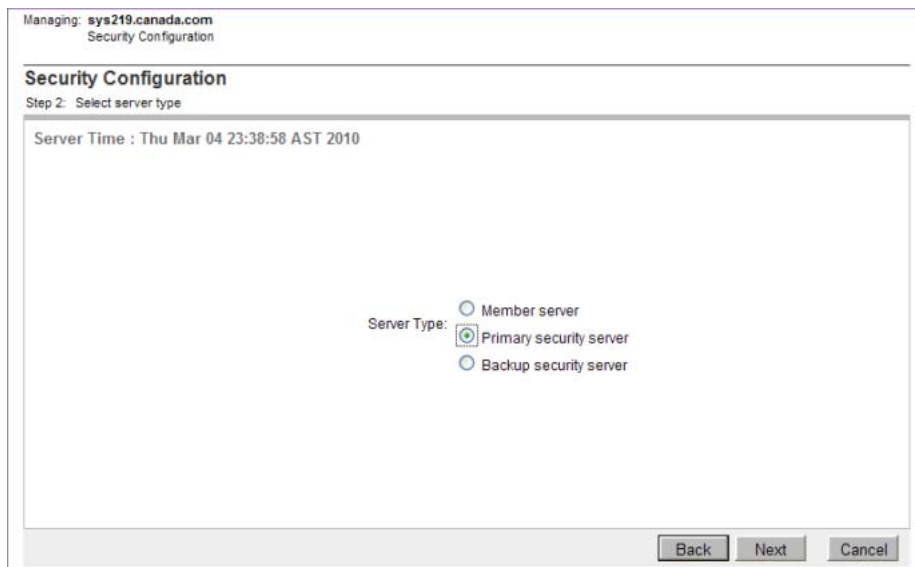 Managing: sys219.canada.com
Security Configuration
Security Configuration
Step 2: Select server type
Server Time : Thu Mar 04 23:38:58 AST 2010
Server Type:
Member server
Primary security server
Backup security server
Back Next Cancel